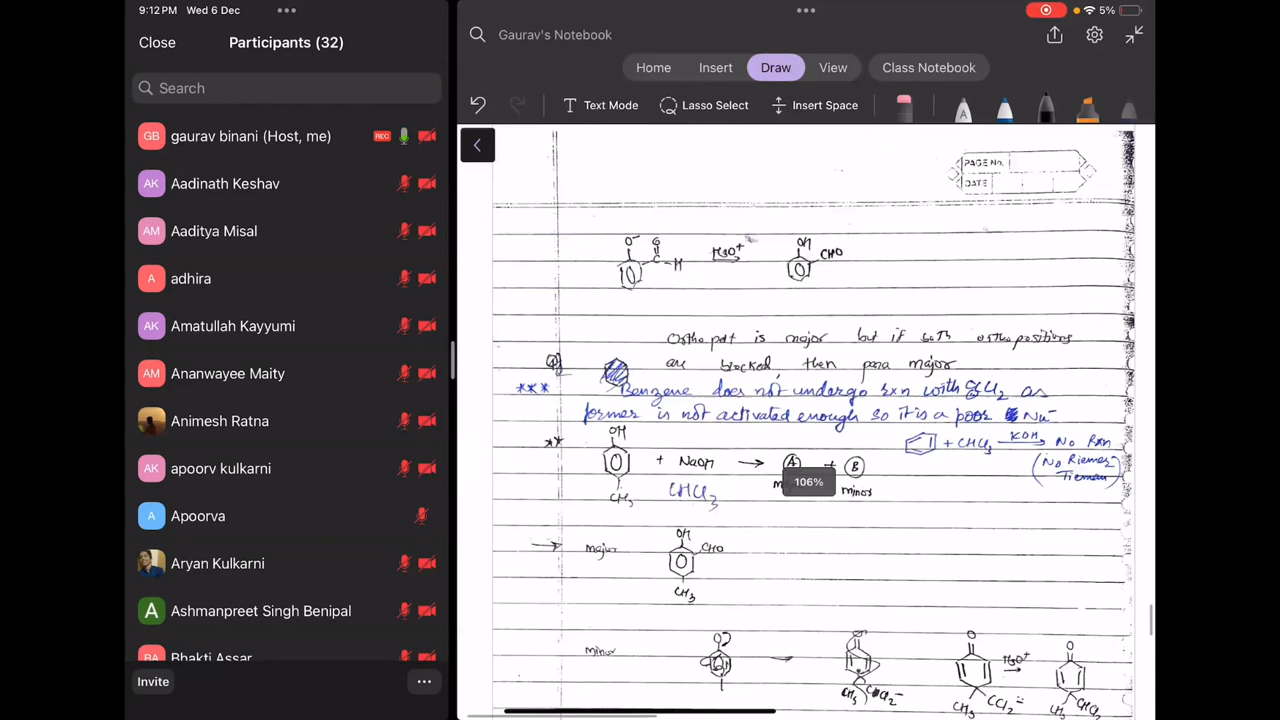 9:12 PM Wed 6 Dec
5%
Close
Participants (32)
Search
GB gaurav binani (Host, me) REC
AK Aadinath Keshav
AM Aaditya Misal
A adhira
AK Amatullah Kayyumi
AM Ananwayee Maity
Animesh Ratna
AK apoorv kulkarni
A Apoorva
Aryan Kulkarni
A Ashmanpreet Singh Benipal
BA Bhakti Assar
Invite
Gaurav's Notebook
Home Insert Draw View Class Notebook
Text Mode Lasso Select Insert Space
PAGE No.
DATE
O⁻ O C H H3O⁺ OH CHO
Ortho pdt is major but if both ortho positions
are blocked, then para major
*** Benzene does not undergo rxn with CCl2 as
former is not activated enough so it is a poor Nu⁻
+ CHCl3 KOH No Rxn
(No Riemer Tieman)
** OH
+ NaOH → A + B
CH3 CHCl3 minor
106%
→ major OH CHO
CH3
minor O O⁻ O H3O⁺ O
CH3 CCl2⁻ CH3 CCl2⁻ CH3 CHCl2